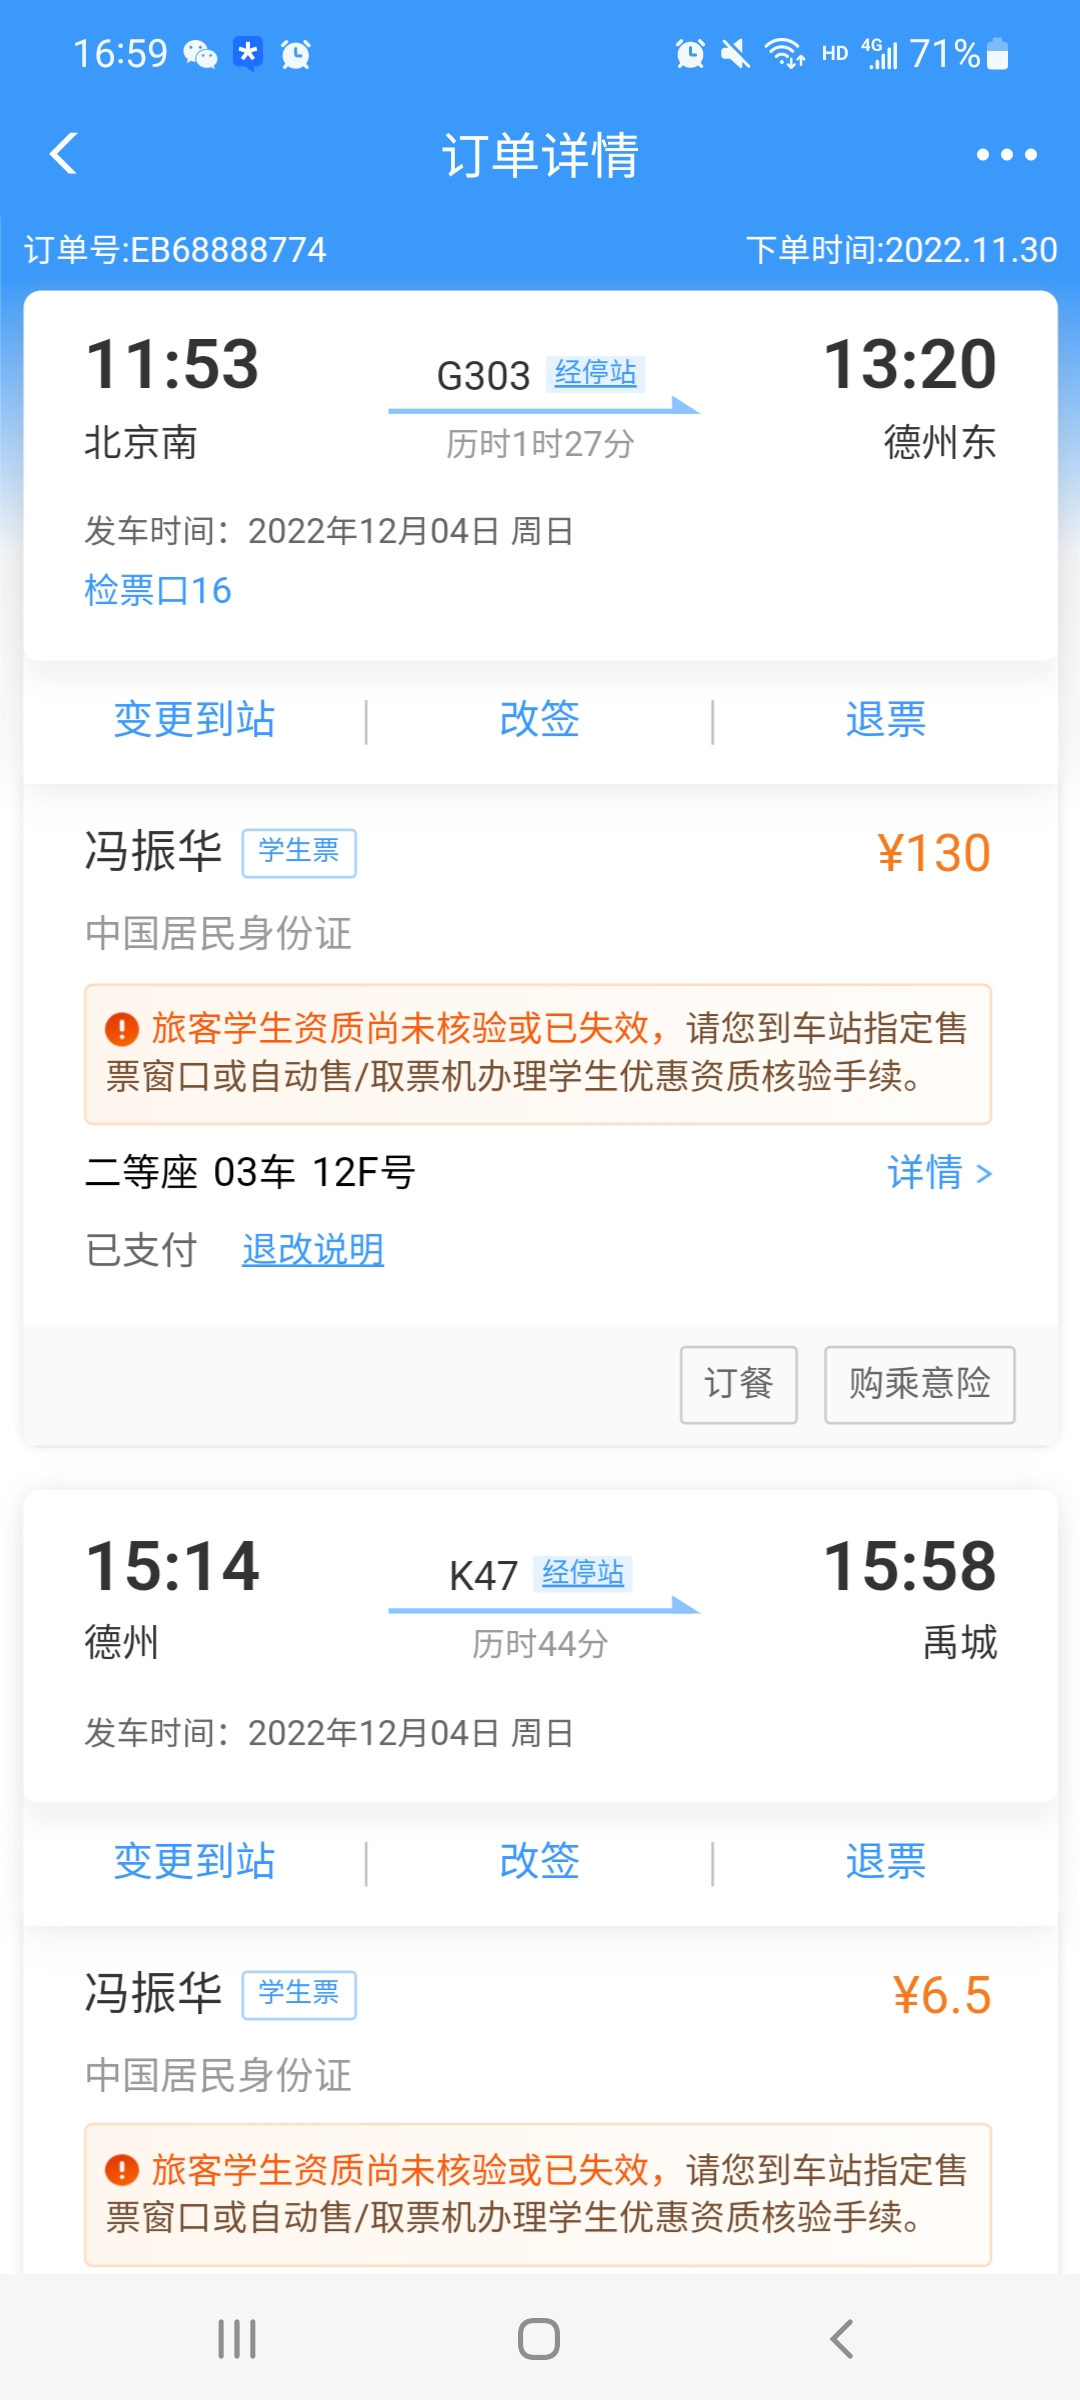 16:59
HD 4G 71%
订单详情
订单号:EB68888774 下单时间:2022.11.30
11:53 G303 经停站 13:20
北京南 历时1时27分 德州东
发车时间：2022年12月04日 周日
检票口16
变更到站 改签 退票
冯振华 学生票 ¥130
中国居民身份证
旅客学生资质尚未核验或已失效，请您到车站指定售
票窗口或自动售/取票机办理学生优惠资质核验手续。
二等座 03车 12F号 详情 >
已支付 退改说明
订餐 购乘意险
15:14 K47 经停站 15:58
德州 历时44分 禹城
发车时间：2022年12月04日 周日
变更到站 改签 退票
冯振华 学生票 ¥6.5
中国居民身份证
旅客学生资质尚未核验或已失效，请您到车站指定售
票窗口或自动售/取票机办理学生优惠资质核验手续。